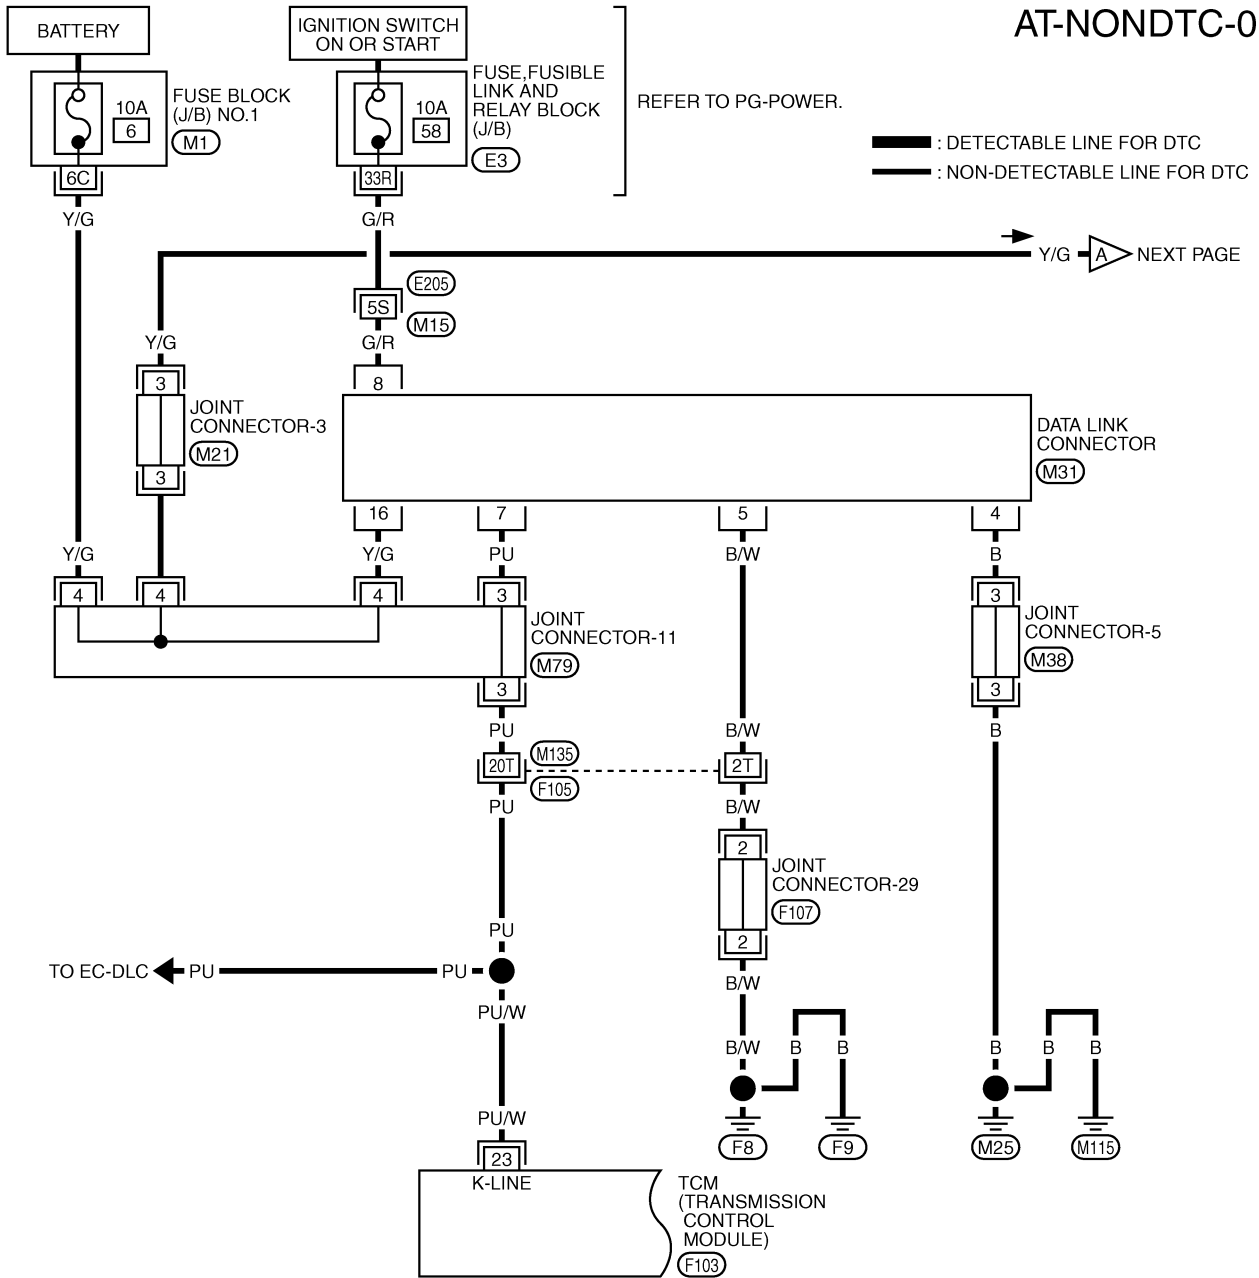 AT-NONDTC-0
BATTERY
IGNITION SWITCH
ON OR START
10A
6
FUSE BLOCK
(J/B) NO.1
M1
10A
58
FUSE,FUSIBLE
LINK AND
RELAY BLOCK
(J/B)
E3
REFER TO PG-POWER.
: DETECTABLE LINE FOR DTC
: NON-DETECTABLE LINE FOR DTC
6C
33R
Y/G
G/R
Y/G
A
NEXT PAGE
E205
5S
M15
Y/G
G/R
3
8
JOINT
CONNECTOR-3
M21
DATA LINK
CONNECTOR
M31
3
16
7
5
4
Y/G
Y/G
PU
B/W
B
4
4
4
3
3
JOINT
CONNECTOR-11
M79
JOINT
CONNECTOR-5
M38
3
3
PU
B/W
B
20T
M135
F105
2T
PU
B/W
2
JOINT
CONNECTOR-29
F107
2
PU
TO EC-DLC
PU
PU
B/W
PU/W
B/W
B
B
B
B
B
PU/W
F8
F9
M25
M115
23
K-LINE
TCM
(TRANSMISSION
CONTROL
MODULE)
F103